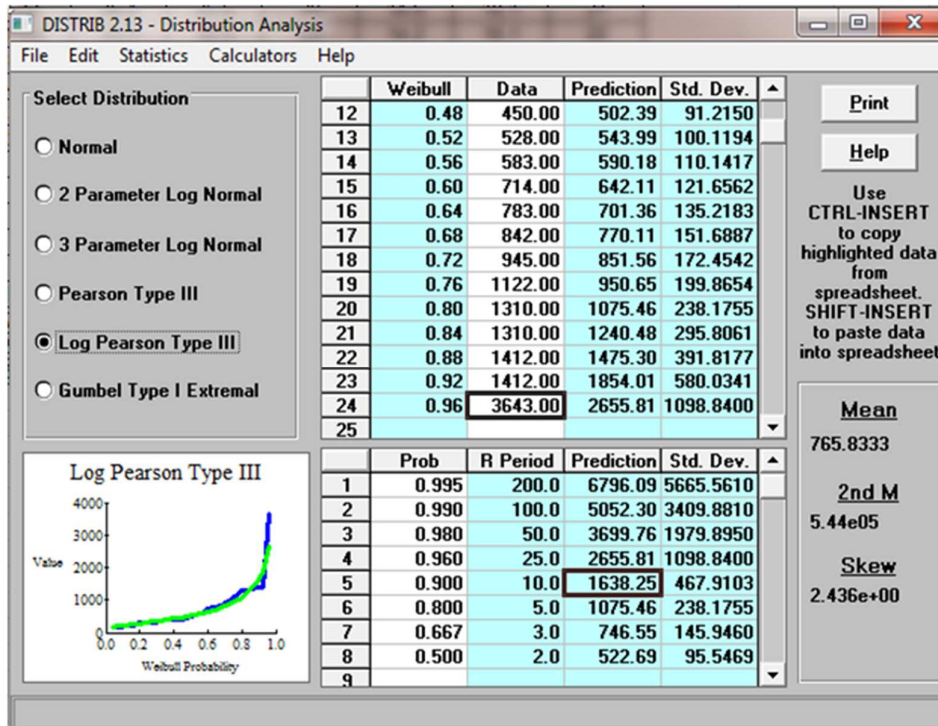 DISTRIB 2.13 - Distribution Analysis
File Edit Statistics Calculators Help
Select Distribution
Normal
2 Parameter Log Normal
3 Parameter Log Normal
Pearson Type III
Log Pearson Type III
Gumbel Type I Extremal
Weibull Data Prediction Std. Dev.
12 0.48 450.00 502.39 91.2150
13 0.52 528.00 543.99 100.1194
14 0.56 583.00 590.18 110.1417
15 0.60 714.00 642.11 121.6562
16 0.64 783.00 701.36 135.2183
17 0.68 842.00 770.11 151.6887
18 0.72 945.00 851.56 172.4542
19 0.76 1122.00 950.65 199.8654
20 0.80 1310.00 1075.46 238.1755
21 0.84 1310.00 1240.48 295.8061
22 0.88 1412.00 1475.30 391.8177
23 0.92 1412.00 1854.01 580.0341
24 0.96 3643.00 2655.81 1098.8400
25
Print
Help
Use
CTRL-INSERT
to copy
highlighted data
from
spreadsheet.
SHIFT-INSERT
to paste data
into spreadsheet
Log Pearson Type III
4000
3000
Value 2000
1000
0
0.0 0.2 0.4 0.6 0.8 1.0
Weibull Probability
Prob R Period Prediction Std. Dev.
1 0.995 200.0 6796.09 5665.5610
2 0.990 100.0 5052.30 3409.8810
3 0.980 50.0 3699.76 1979.8950
4 0.960 25.0 2655.81 1098.8400
5 0.900 10.0 1638.25 467.9103
6 0.800 5.0 1075.46 238.1755
7 0.667 3.0 746.55 145.9460
8 0.500 2.0 522.69 95.5469
9
Mean
765.8333
2nd M
5.44e05
Skew
2.436e+00